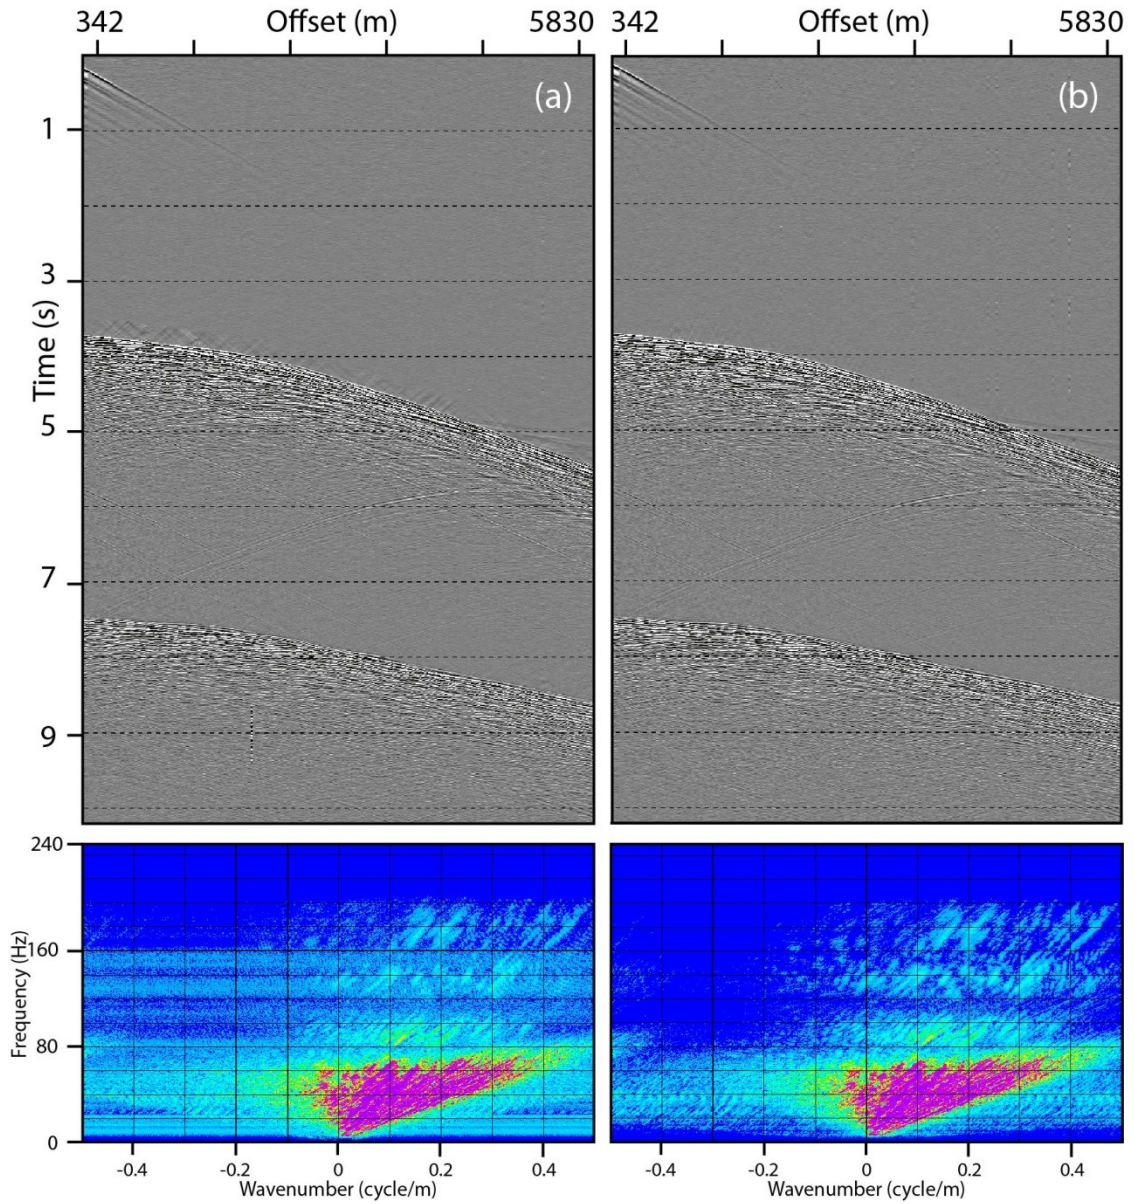 342 Offset (m) 5830 342 Offset (m) 5830
(a) (b)
1
3
Time (s)
5
7
9
240
160
Frequency (Hz)
80
0
-0.4 -0.2 0 0.2 0.4 -0.4 -0.2 0 0.2 0.4
Wavenumber (cycle/m) Wavenumber (cycle/m)